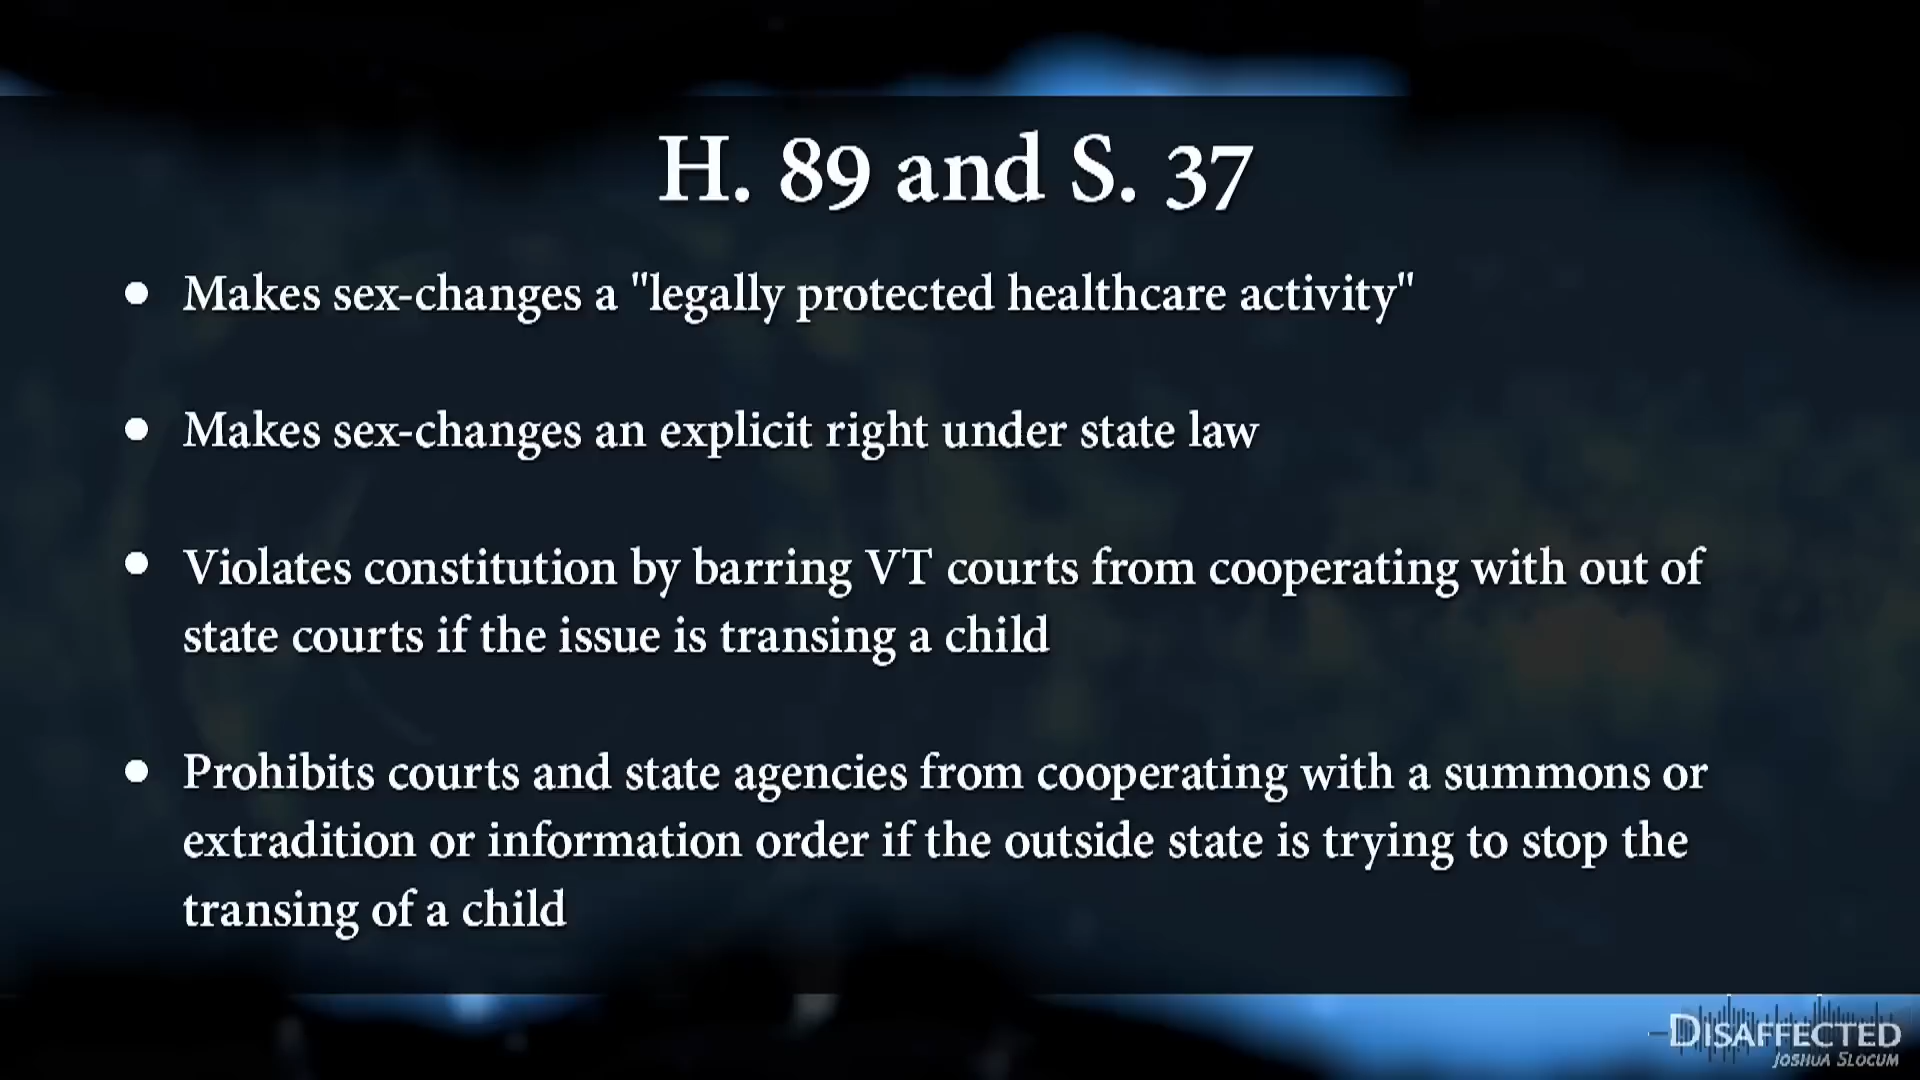 H. 89 and S. 37
• Makes sex-changes a "legally protected healthcare activity"
• Makes sex-changes an explicit right under state law
• Violates constitution by barring VT courts from cooperating with out of
state courts if the issue is transing a child
• Prohibits courts and state agencies from cooperating with a summons or
extradition or information order if the outside state is trying to stop the
transing of a child
DISAFFECTED
JOSHUA SLOCUM